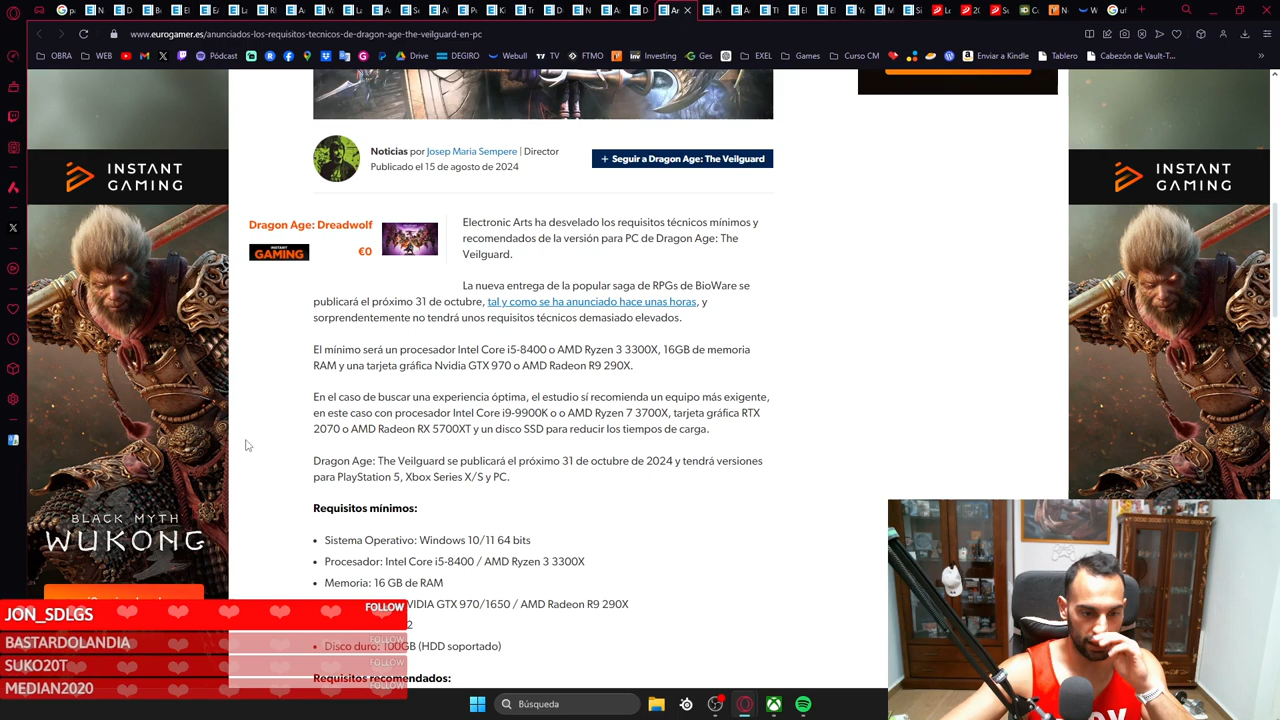 www.eurogamer.es/anunciados-los-requisitos-tecnicos-de-dragon-age-the-veilguard-en-pc
OBRA
WEB
YouTube
Gmail
X
Pódcast
Drive
DEGIRO
Webull
TV
FTMO
Investing
Ges
EXEL
Games
Curso CM
Enviar a Kindle
Tablero
Cabezón de Vault-T...
INSTANT
GAMING
INSTANT
GAMING
Noticias por Josep Maria Sempere | Director
Publicado el 15 de agosto de 2024
+ Seguir a Dragon Age: The Veilguard
Dragon Age: Dreadwolf
INSTANT
GAMING
€0
Electronic Arts ha desvelado los requisitos técnicos mínimos y
recomendados de la versión para PC de Dragon Age: The
Veilguard.
La nueva entrega de la popular saga de RPGs de BioWare se
publicará el próximo 31 de octubre, tal y como se ha anunciado hace unas horas, y
sorprendentemente no tendrá unos requisitos técnicos demasiado elevados.
El mínimo será un procesador Intel Core i5-8400 o AMD Ryzen 3 3300X, 16GB de memoria
RAM y una tarjeta gráfica Nvidia GTX 970 o AMD Radeon R9 290X.
En el caso de buscar una experiencia óptima, el estudio sí recomienda un equipo más exigente,
en este caso con procesador Intel Core i9-9900K o o AMD Ryzen 7 3700X, tarjeta gráfica RTX
2070 o AMD Radeon RX 5700XT y un disco SSD para reducir los tiempos de carga.
Dragon Age: The Veilguard se publicará el próximo 31 de octubre de 2024 y tendrá versiones
para PlayStation 5, Xbox Series X/S y PC.
Requisitos mínimos:
• Sistema Operativo: Windows 10/11 64 bits
• Procesador: Intel Core i5-8400 / AMD Ryzen 3 3300X
• Memoria: 16 GB de RAM
VIDIA GTX 970/1650 / AMD Radeon R9 290X
2
• Disco duro: 100GB (HDD soportado)
Requisitos recomendados:
BLACK MYTH
WUKONG
JON_SDLGS
FOLLOW
BASTARDOLANDIA
FOLLOW
SUKO20T
FOLLOW
MEDIAN2020
FOLLOW
Búsqueda